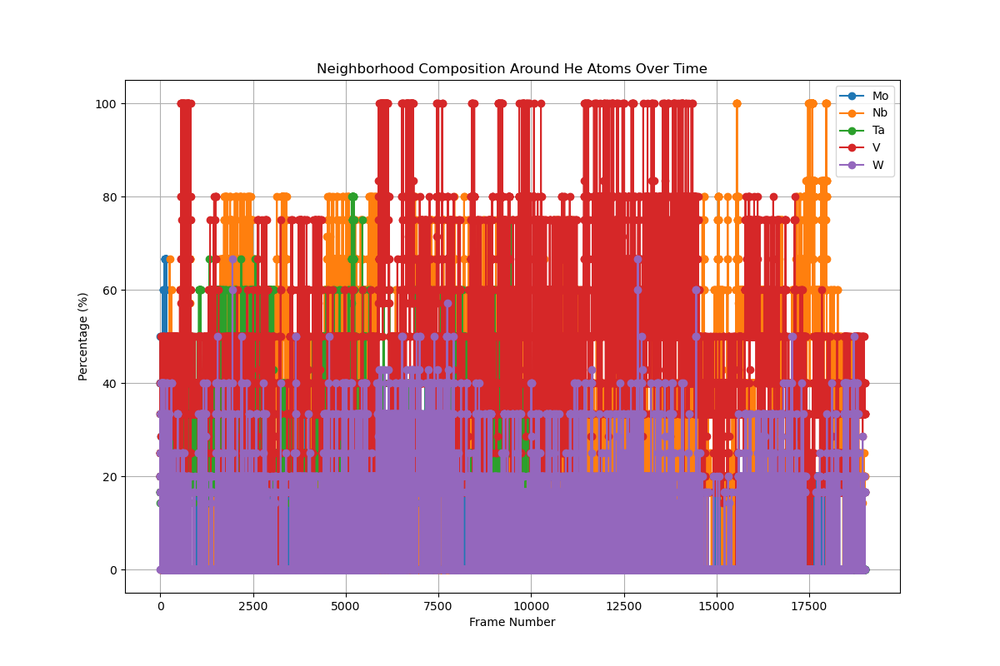 Neighborhood Composition Around He Atoms Over Time
Mo
Nb
Ta
V
W
100
80
60
40
20
0
Percentage (%)
0 2500 5000 7500 10000 12500 15000 17500
Frame Number